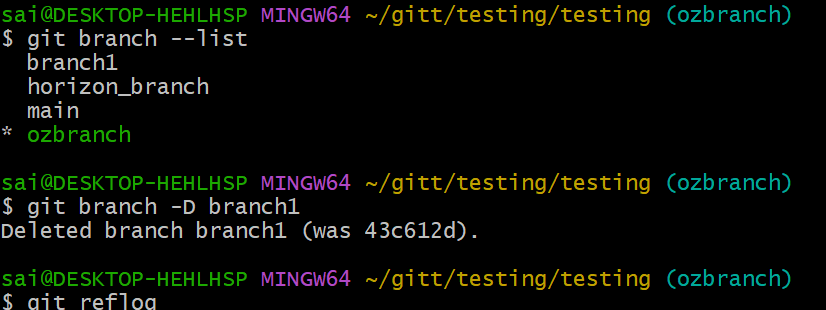 sai@DESKTOP-HEHLHSP MINGW64 ~/gitt/testing/testing (ozbranch)
$ git branch --list
  branch1
  horizon_branch
  main
* ozbranch

sai@DESKTOP-HEHLHSP MINGW64 ~/gitt/testing/testing (ozbranch)
$ git branch -D branch1
Deleted branch branch1 (was 43c612d).

sai@DESKTOP-HEHLHSP MINGW64 ~/gitt/testing/testing (ozbranch)
$ git reflog